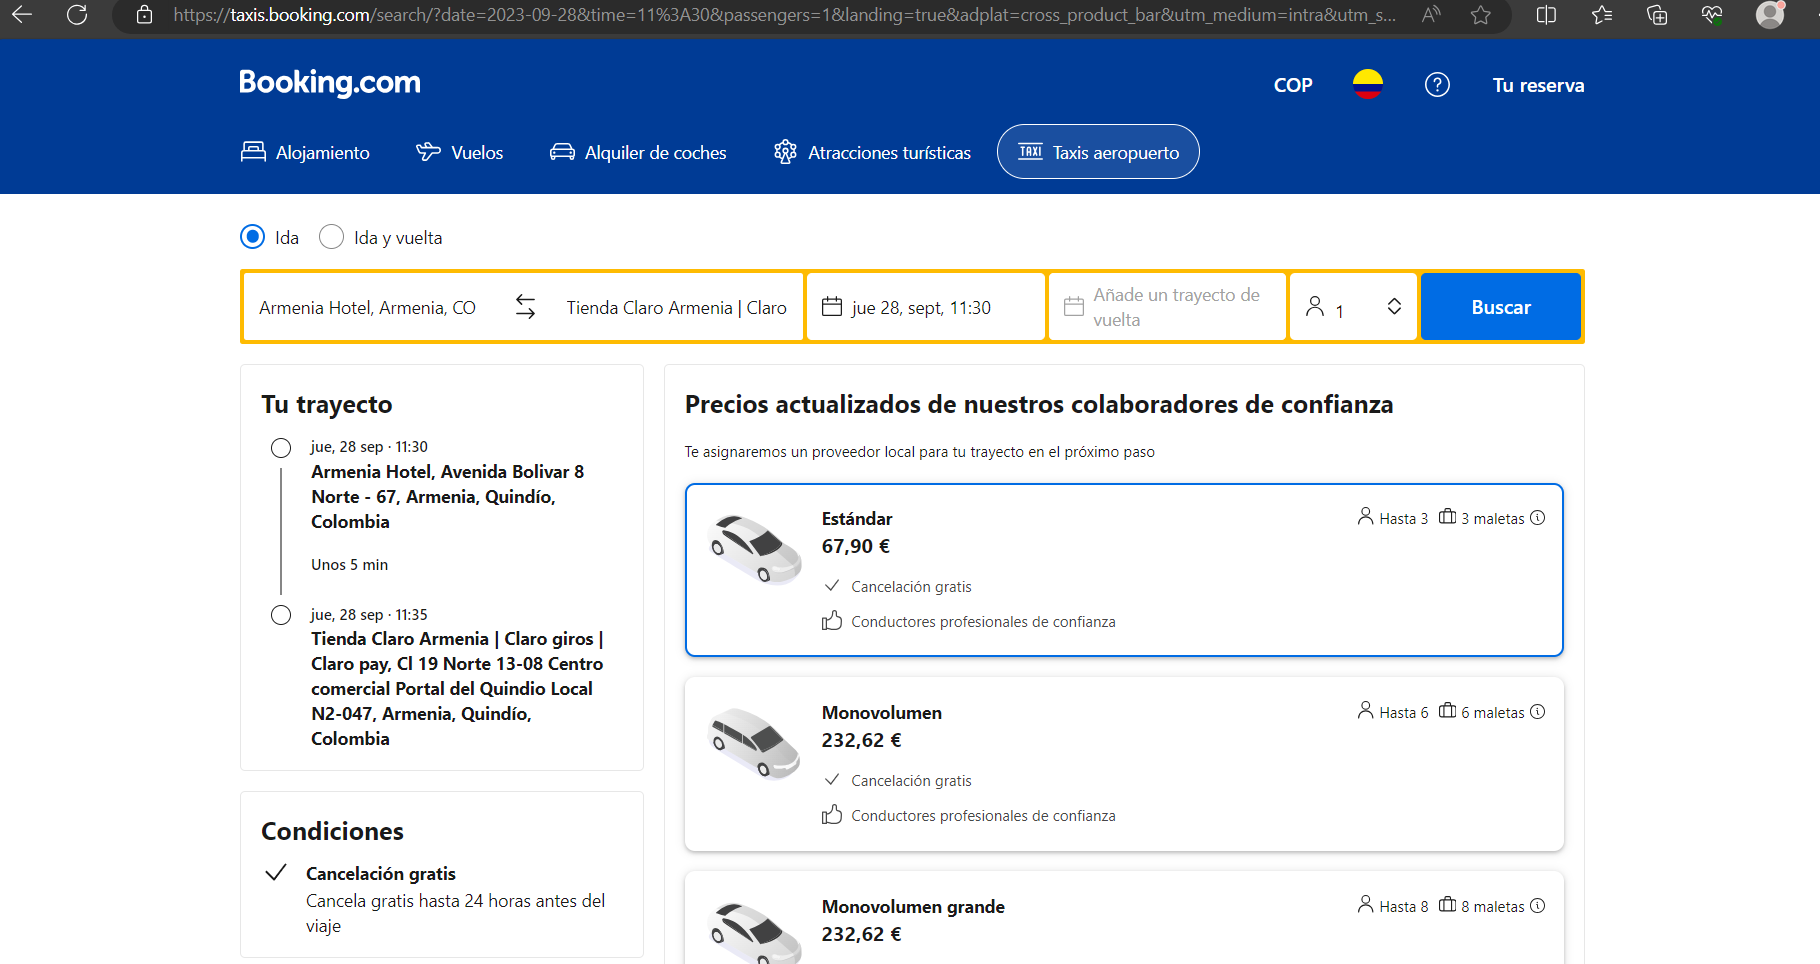 https://taxis.booking.com/search/?date=2023-09-28&time=11%3A30&passengers=1&landing=true&adplat=cross_product_bar&utm_medium=intra&utm_s...
Booking.com
COP
Tu reserva
Alojamiento
Vuelos
Alquiler de coches
Atracciones turísticas
TAXI Taxis aeropuerto
Ida
Ida y vuelta
Armenia Hotel, Armenia, CO
Tienda Claro Armenia | Claro
jue 28, sept, 11:30
Añade un trayecto de
vuelta
1
Buscar
Tu trayecto
jue, 28 sep · 11:30
Armenia Hotel, Avenida Bolivar 8
Norte - 67, Armenia, Quindío,
Colombia
Unos 5 min
jue, 28 sep · 11:35
Tienda Claro Armenia | Claro giros |
Claro pay, Cl 19 Norte 13-08 Centro
comercial Portal del Quindio Local
N2-047, Armenia, Quindío,
Colombia
Condiciones
Cancelación gratis
Cancela gratis hasta 24 horas antes del
viaje
Precios actualizados de nuestros colaboradores de confianza
Te asignaremos un proveedor local para tu trayecto en el próximo paso
Estándar
Hasta 3
3 maletas
67,90 €
Cancelación gratis
Conductores profesionales de confianza
Monovolumen
Hasta 6
6 maletas
232,62 €
Cancelación gratis
Conductores profesionales de confianza
Monovolumen grande
Hasta 8
8 maletas
232,62 €